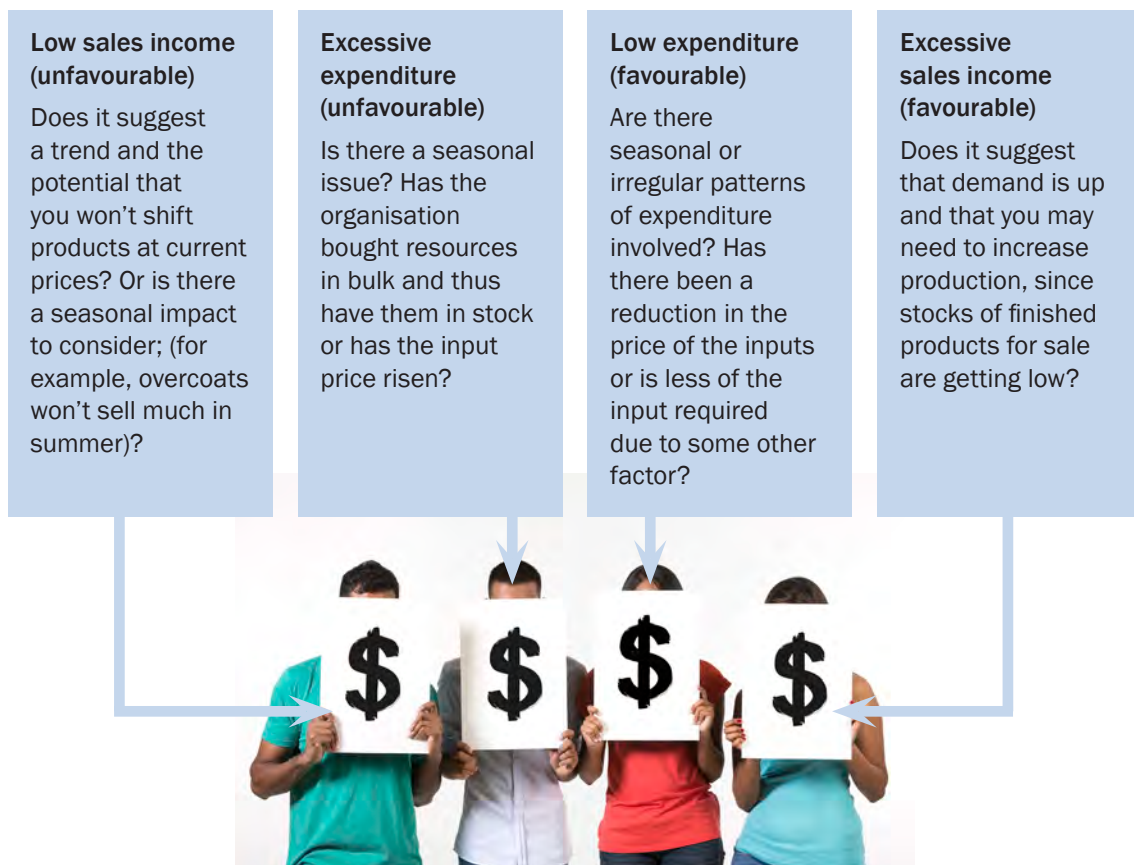 Low sales income
(unfavourable)
Does it suggest
a trend and the
potential that
you won't shift
products at current
prices? Or is there
a seasonal impact
to consider; (for
example, overcoats
won't sell much in
summer)?
Excessive
expenditure
(unfavourable)
Is there a seasonal
issue? Has the
organisation
bought resources
in bulk and thus
have them in stock
or has the input
price risen?
Low expenditure
(favourable)
Are there
seasonal or
irregular patterns
of expenditure
involved? Has
there been a
reduction in the
price of the inputs
or is less of the
input required
due to some other
factor?
Excessive
sales income
(favourable)
Does it suggest
that demand is up
and that you may
need to increase
production, since
stocks of finished
products for sale
are getting low?
$
$
$
$